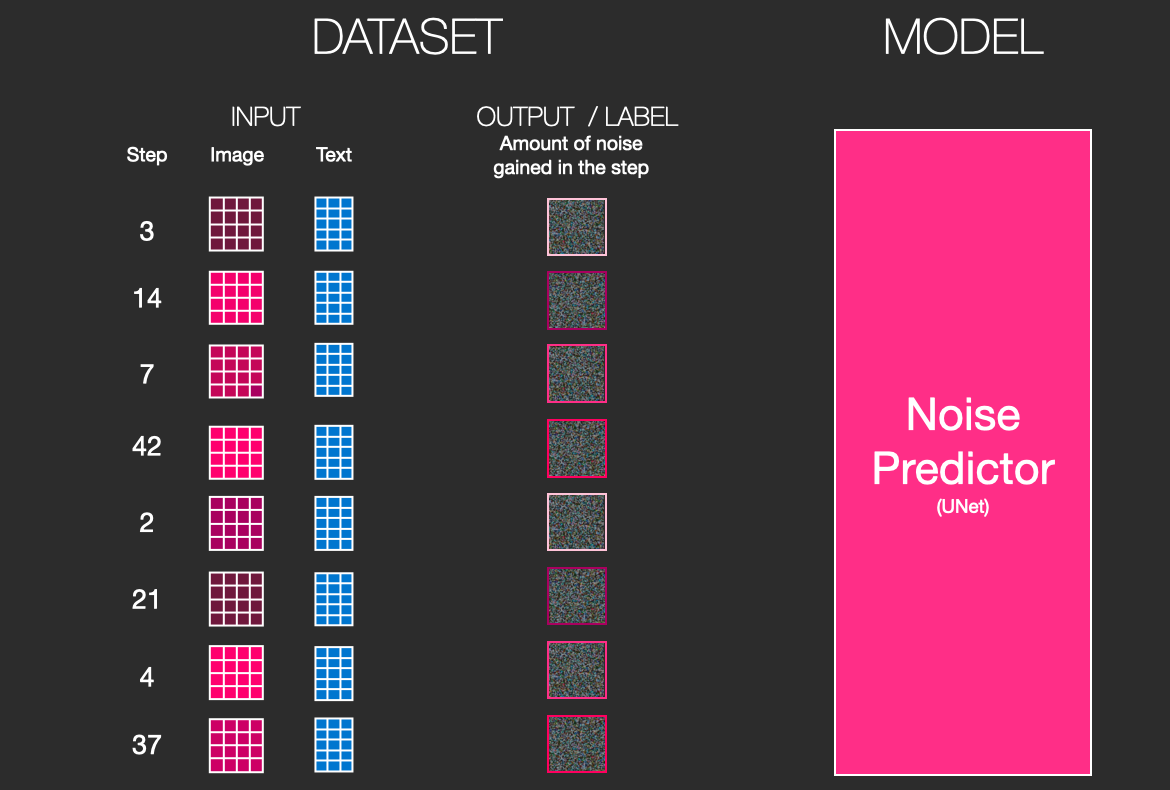 DATASET
MODEL
INPUT
OUTPUT / LABEL
Amount of noise
gained in the step
Step
Image
Text
3
14
7
42
2
21
4
37
Noise
Predictor
(UNet)